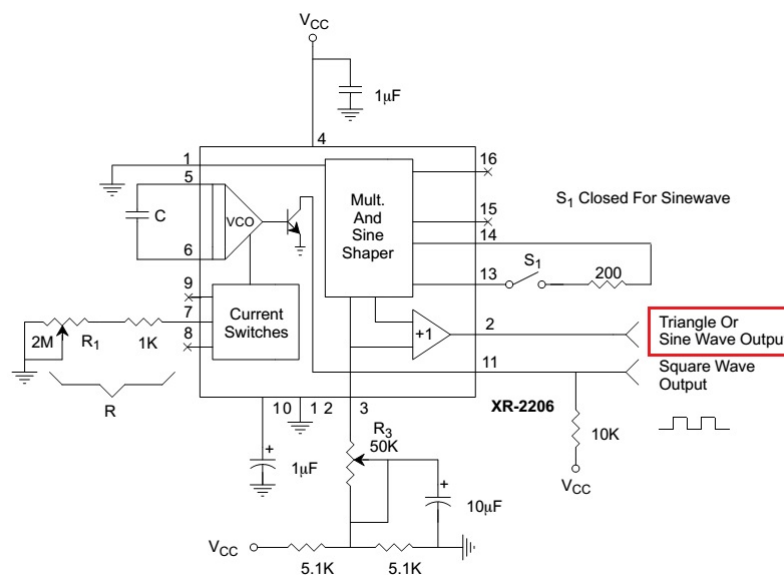 VCC
1µF
4
1
16
5
S1 Closed For Sinewave
Mult.
And
Sine
Shaper
15
C
VCO
14
6
S1
13
200
9
Current
Switches
7
+1
2
Triangle Or
Sine Wave Output
2M
R1
1K
8
11
Square Wave
Output
R
10
1 2
3
XR-2206
R3
50K
+
1µF
10K
+
10µF
VCC
VCC
5.1K
5.1K